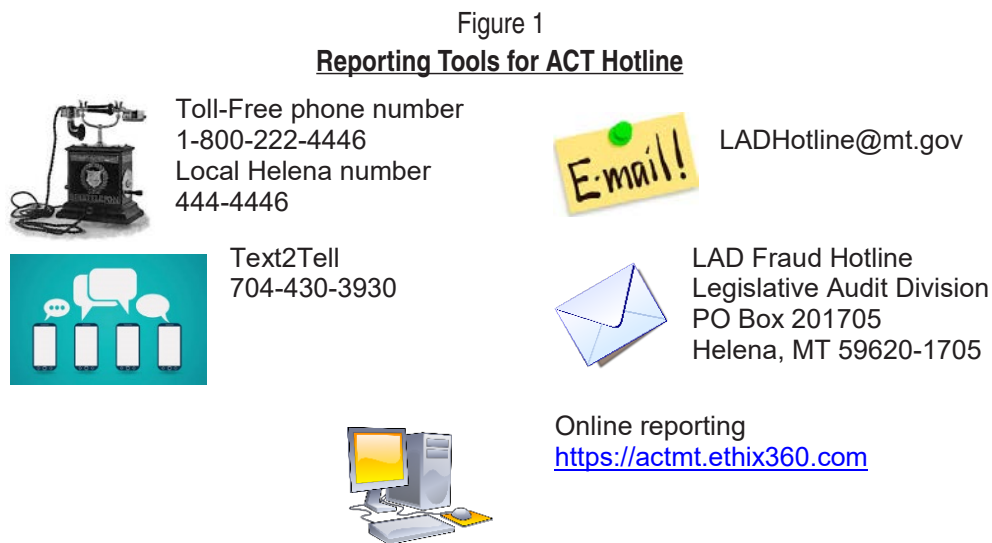 Figure 1
Reporting Tools for ACT Hotline
Toll-Free phone number
1-800-222-4446
Local Helena number
444-4446
E-mail!
LADHotline@mt.gov
Text2Tell
704-430-3930
LAD Fraud Hotline
Legislative Audit Division
PO Box 201705
Helena, MT 59620-1705
Online reporting
https://actmt.ethix360.com